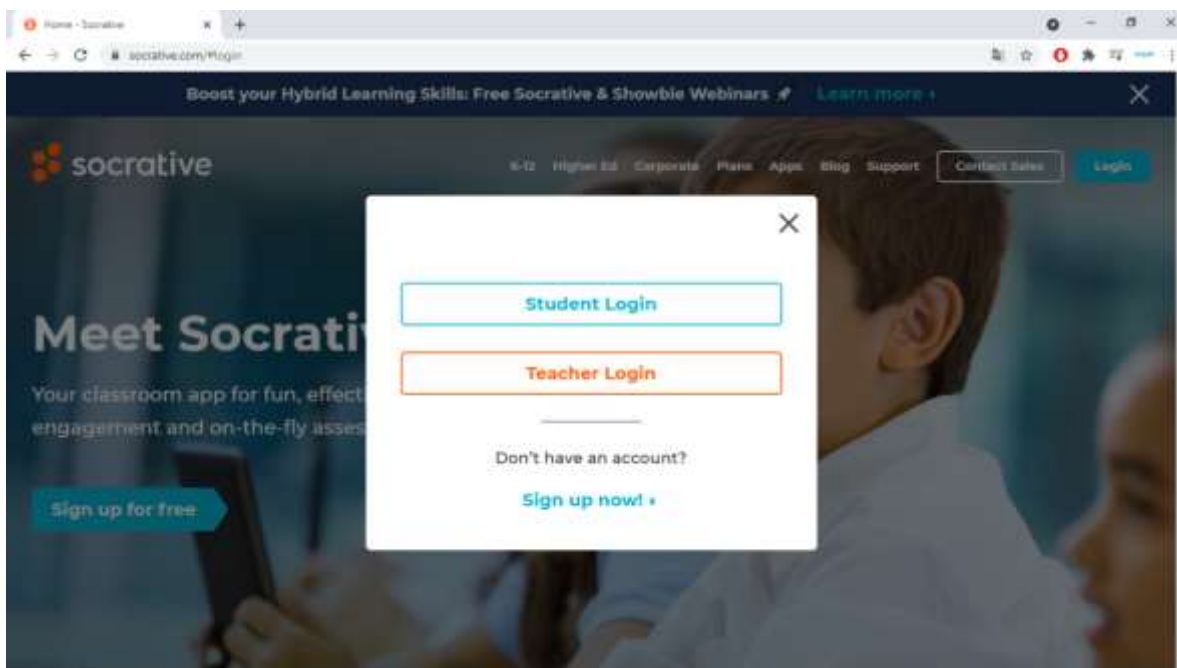 Home - Socrative
socrative.com/#login
Boost your Hybrid Learning Skills: Free Socrative & Showbie Webinars Learn more ›
socrative
K-12 Higher Ed Corporate Plans Apps Blog Support Contact Sales Login
Student Login
Meet Socrati
Teacher Login
Your classroom app for fun, effect
engagement and on-the-fly asses
Don't have an account?
Sign up now! ›
Sign up for free